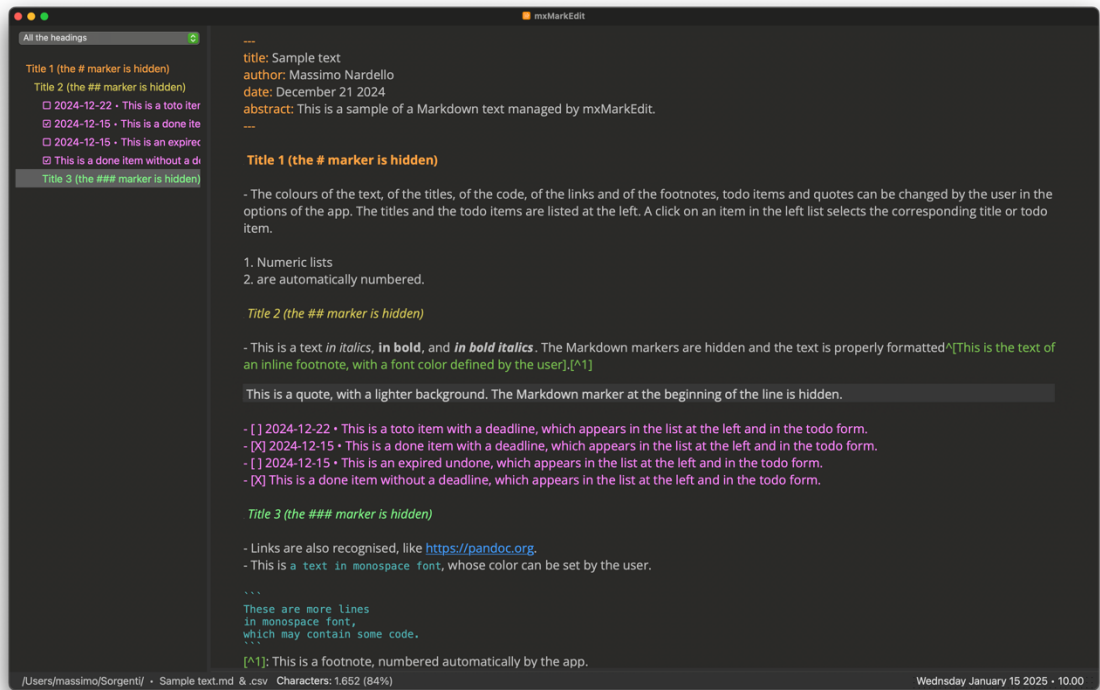 mxMarkEdit
All the headings
Title 1 (the # marker is hidden)
Title 2 (the ## marker is hidden)
2024-12-22 • This is a toto iter
2024-12-15 • This is a done ite
2024-12-15 • This is an expired
This is a done item without a de
Title 3 (the ### marker is hidden)
---
title: Sample text
author: Massimo Nardello
date: December 21 2024
abstract: This is a sample of a Markdown text managed by mxMarkEdit.
---
Title 1 (the # marker is hidden)
- The colours of the text, of the titles, of the code, of the links and of the footnotes, todo items and quotes can be changed by the user in the
options of the app. The titles and the todo items are listed at the left. A click on an item in the left list selects the corresponding title or todo
item.
1. Numeric lists
2. are automatically numbered.
Title 2 (the ## marker is hidden)
- This is a text in italics, in bold, and in bold italics. The Markdown markers are hidden and the text is properly formatted^[This is the text of
an inline footnote, with a font color defined by the user].[^1]
This is a quote, with a lighter background. The Markdown marker at the beginning of the line is hidden.
- [ ] 2024-12-22 • This is a toto item with a deadline, which appears in the list at the left and in the todo form.
- [X] 2024-12-15 • This is a done item with a deadline, which appears in the list at the left and in the todo form.
- [ ] 2024-12-15 • This is an expired undone, which appears in the list at the left and in the todo form.
- [X] This is a done item without a deadline, which appears in the list at the left and in the todo form.
Title 3 (the ### marker is hidden)
- Links are also recognised, like https://pandoc.org.
- This is a text in monospace font, whose color can be set by the user.
```
These are more lines
in monospace font,
which may contain some code.
```
[^1]: This is a footnote, numbered automatically by the app.
/Users/massimo/Sorgenti/ • Sample text.md & .csv Characters: 1.652 (84%)
Wednsday January 15 2025 • 10.00